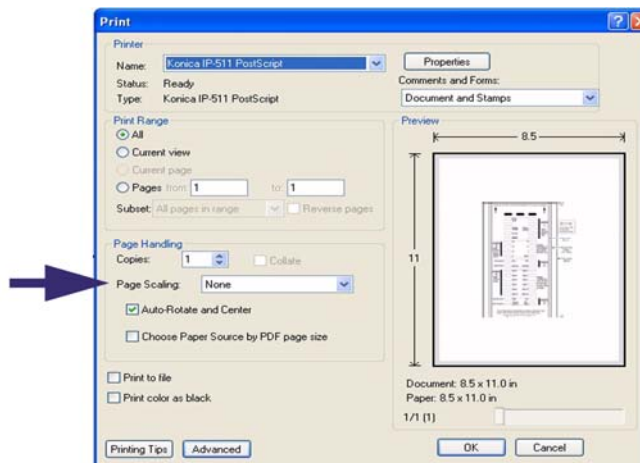 Print
Printer
Name: Konica IP-511 PostScript
Properties
Status: Ready
Comments and Forms:
Type: Konica IP-511 PostScript
Document and Stamps
Print Range
All
Current view
Current page
Pages from: 1 to: 1
Subset: All pages in range
Reverse pages
Preview
8.5
11
Page Handling
Copies: 1
Collate
Page Scaling: None
Auto-Rotate and Center
Choose Paper Source by PDF page size
Print to file
Print color as black
Document: 8.5 x 11.0 in
Paper: 8.5 x 11.0 in
1/1 (1)
Printing Tips
Advanced
OK
Cancel